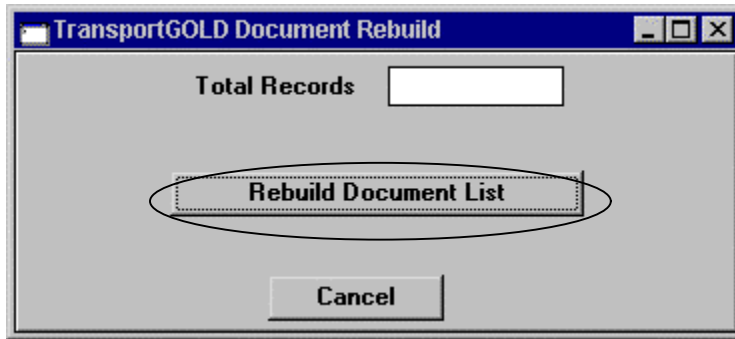 TransportGOLD Document Rebuild
Total Records
Rebuild Document List
Cancel